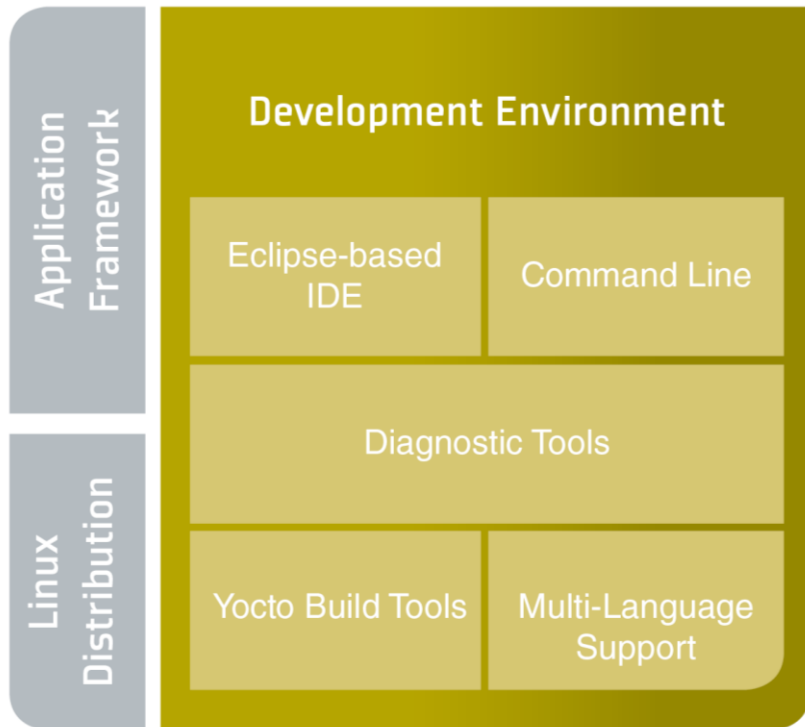 Application
Framework
Development Environment
Eclipse-based
IDE
Command Line
Diagnostic Tools
Linux
Distribution
Yocto Build Tools
Multi-Language
Support